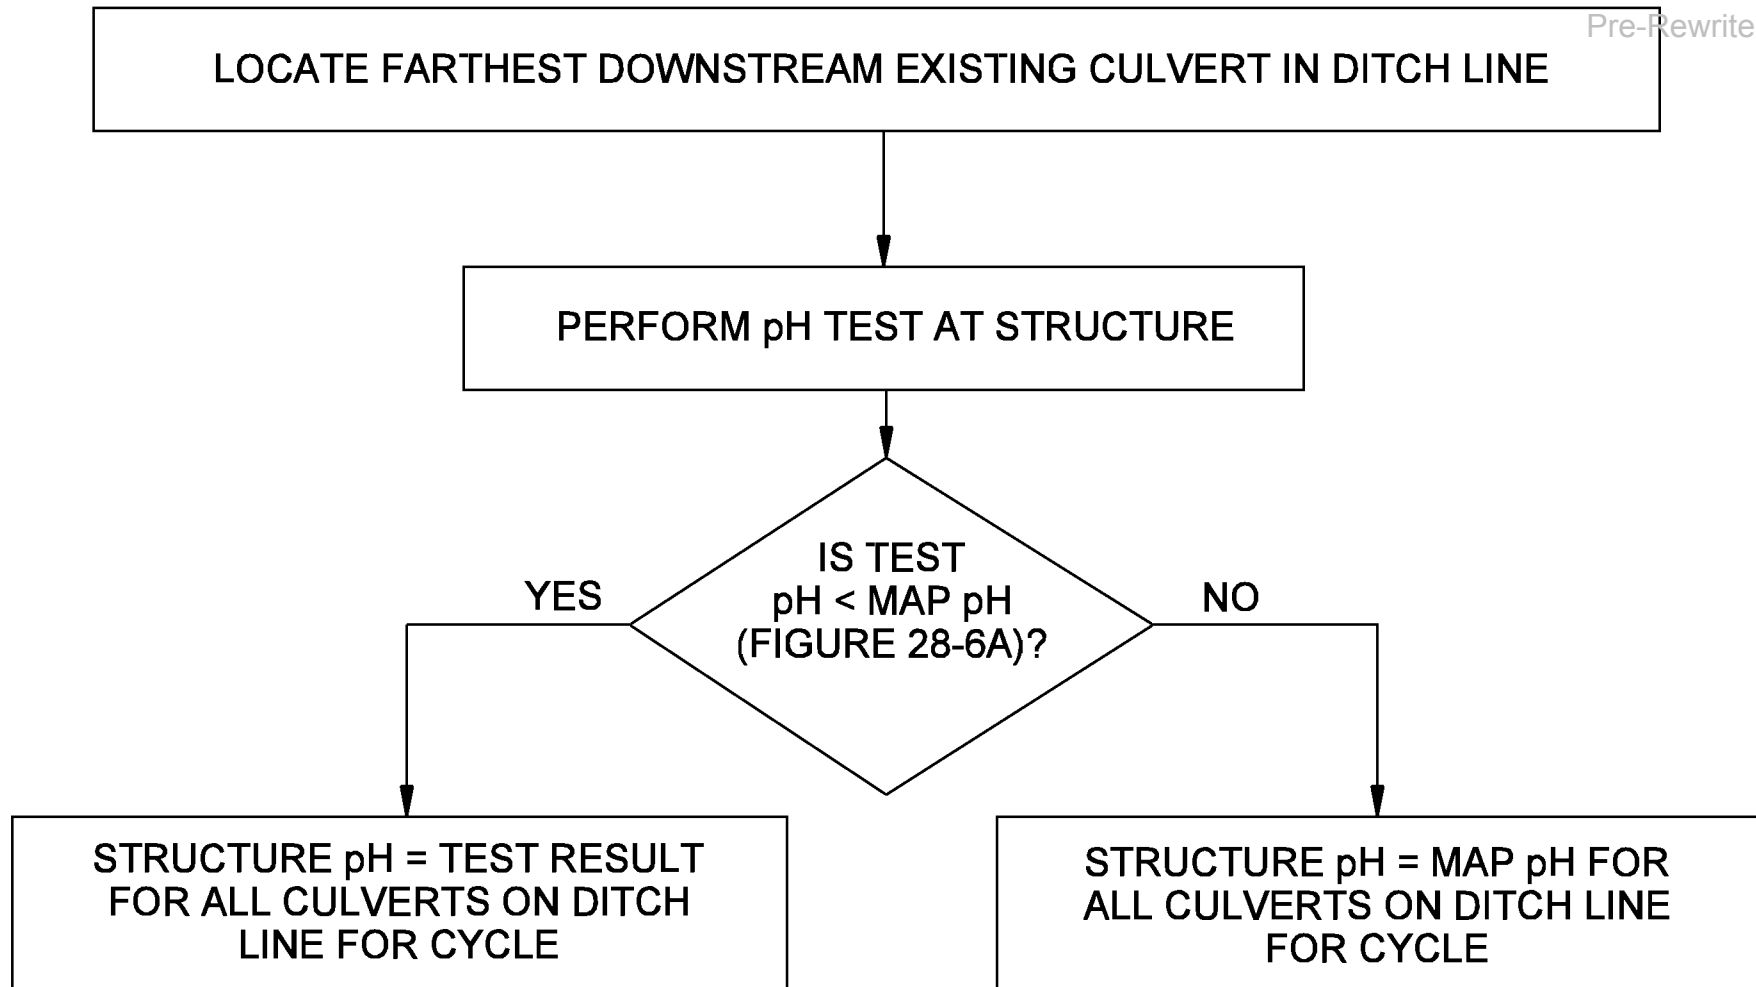 Pre-Rewrite
LOCATE FARTHEST DOWNSTREAM EXISTING CULVERT IN DITCH LINE
PERFORM pH TEST AT STRUCTURE
IS TEST
pH < MAP pH
(FIGURE 28-6A)?
YES
NO
STRUCTURE pH = TEST RESULT
FOR ALL CULVERTS ON DITCH
LINE FOR CYCLE
STRUCTURE pH = MAP pH FOR
ALL CULVERTS ON DITCH LINE
FOR CYCLE